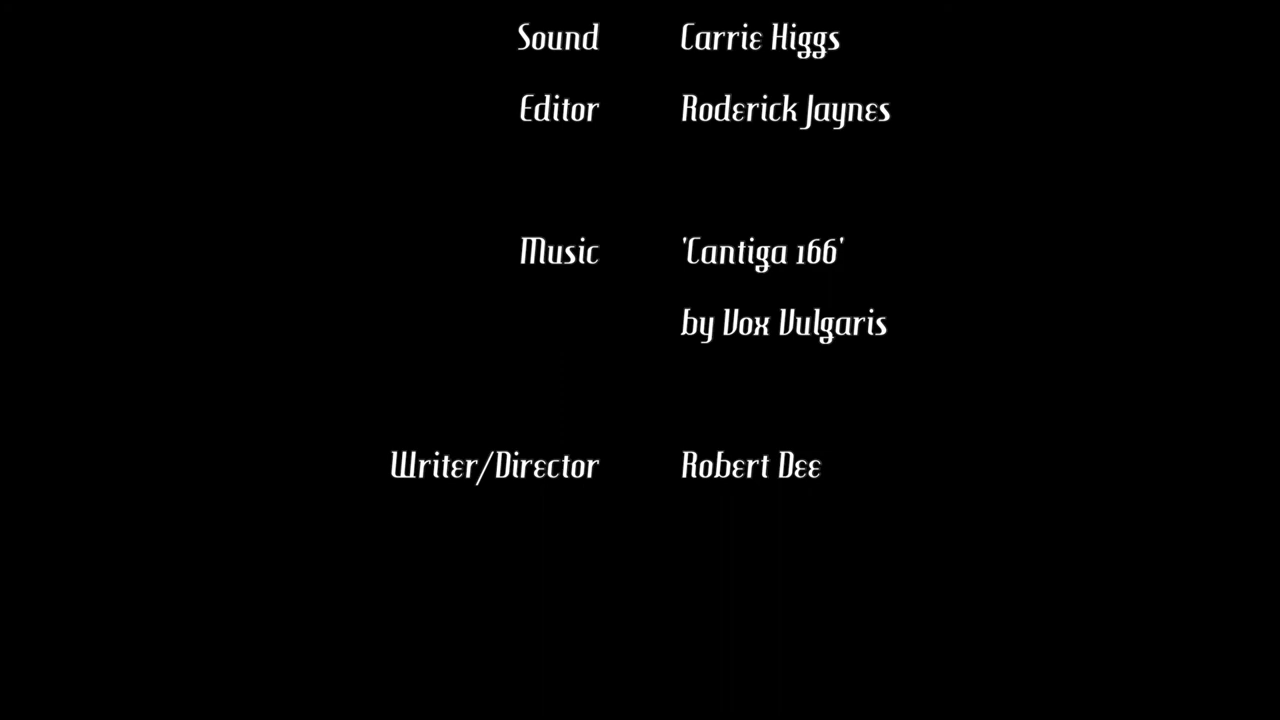 Sound Carrie Higgs
Editor Roderick Jaynes
Music 'Cantiga 166'
by Vox Vulgaris
Writer/Director Robert Dee